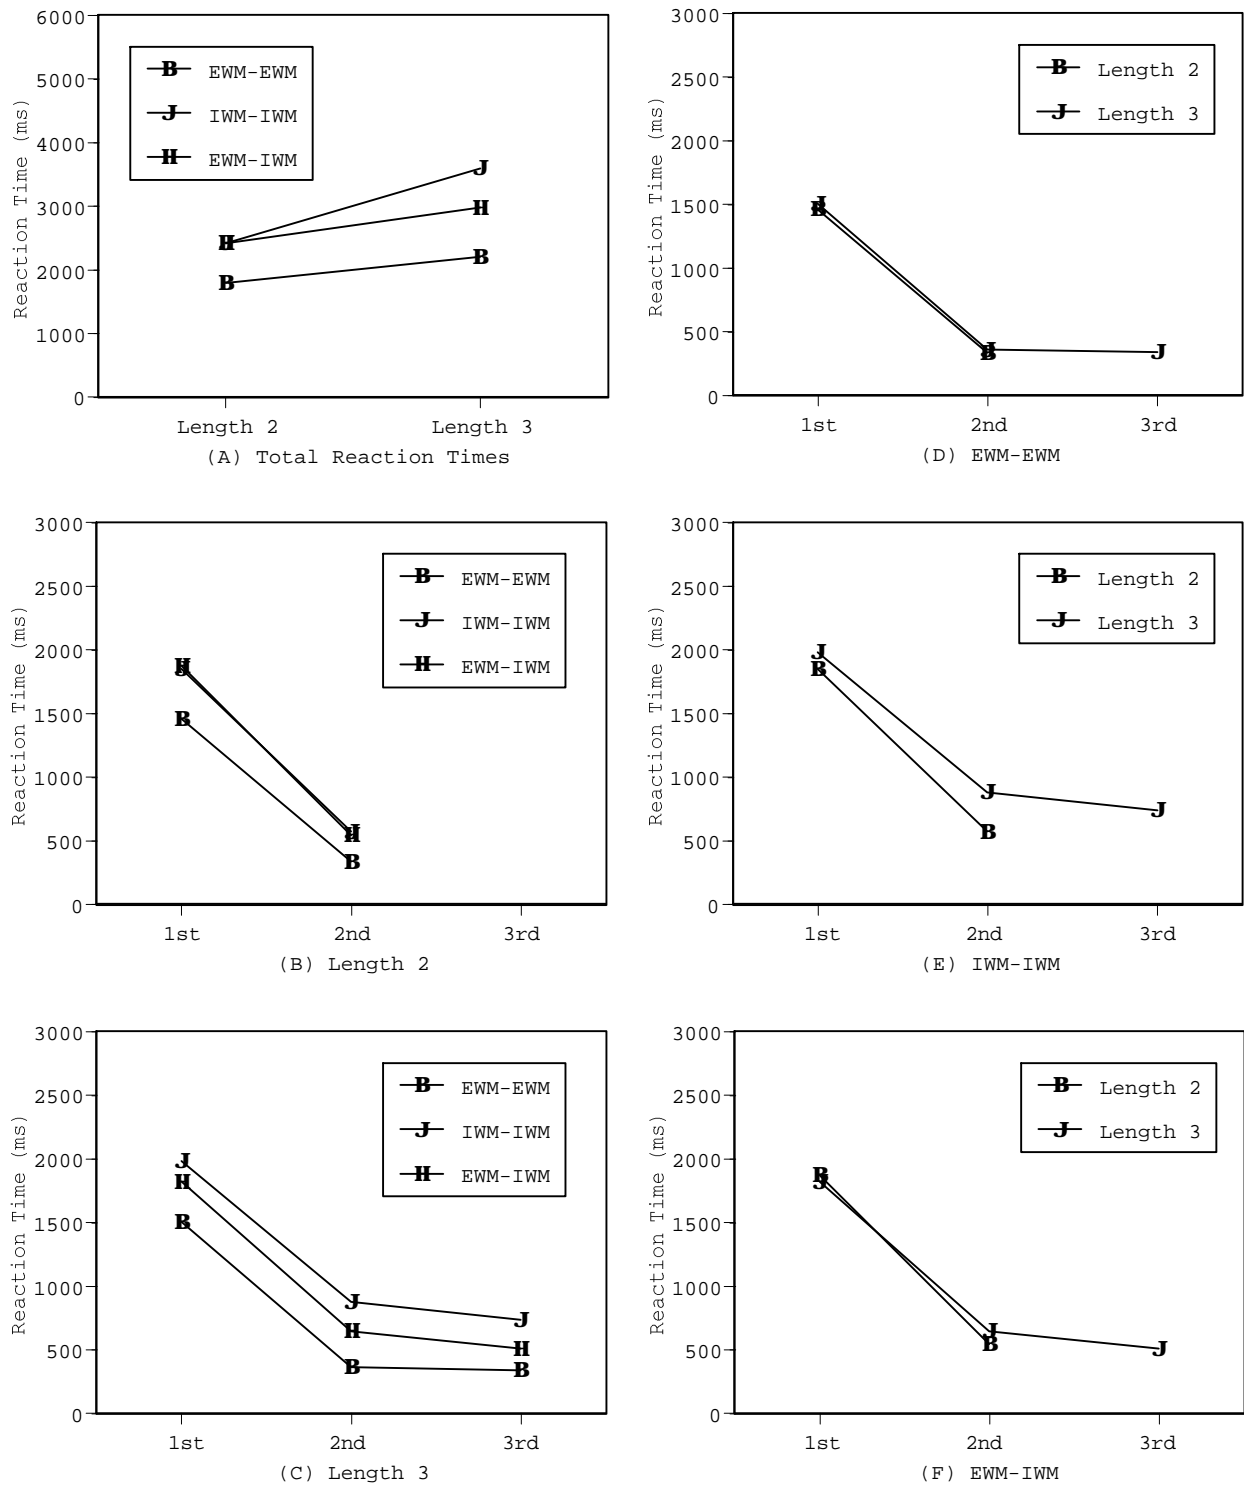 Reaction Time (ms)
6000
5000
4000
3000
2000
1000
0
B EWM-EWM
J IWM-IWM
H EWM-IWM
J
H
B
H
B
Length 2 Length 3
(A) Total Reaction Times
Reaction Time (ms)
3000
2500
2000
1500
1000
500
0
B Length 2
J Length 3
J
B
J
B
J
1st 2nd 3rd
(D) EWM-EWM
Reaction Time (ms)
3000
2500
2000
1500
1000
500
0
B EWM-EWM
J IWM-IWM
H EWM-IWM
H
J
B
J
H
B
1st 2nd 3rd
(B) Length 2
Reaction Time (ms)
3000
2500
2000
1500
1000
500
0
B Length 2
J Length 3
J
B
J
B
J
1st 2nd 3rd
(E) IWM-IWM
Reaction Time (ms)
3000
2500
2000
1500
1000
500
0
B EWM-EWM
J IWM-IWM
H EWM-IWM
J
H
B
J
H
B
J
H
B
1st 2nd 3rd
(C) Length 3
Reaction Time (ms)
3000
2500
2000
1500
1000
500
0
B Length 2
J Length 3
B
J
J
B
J
1st 2nd 3rd
(F) EWM-IWM